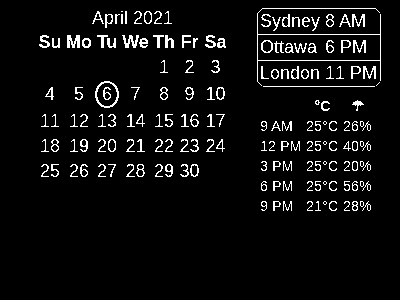 April 2021
Su Mo Tu We Th Fr Sa
1 2 3
4 5 6 7 8 9 10
11 12 13 14 15 16 17
18 19 20 21 22 23 24
25 26 27 28 29 30
Sydney 8 AM
Ottawa 6 PM
London 11 PM
°C
9 AM 25°C 26%
12 PM 25°C 40%
3 PM 25°C 20%
6 PM 25°C 56%
9 PM 21°C 28%